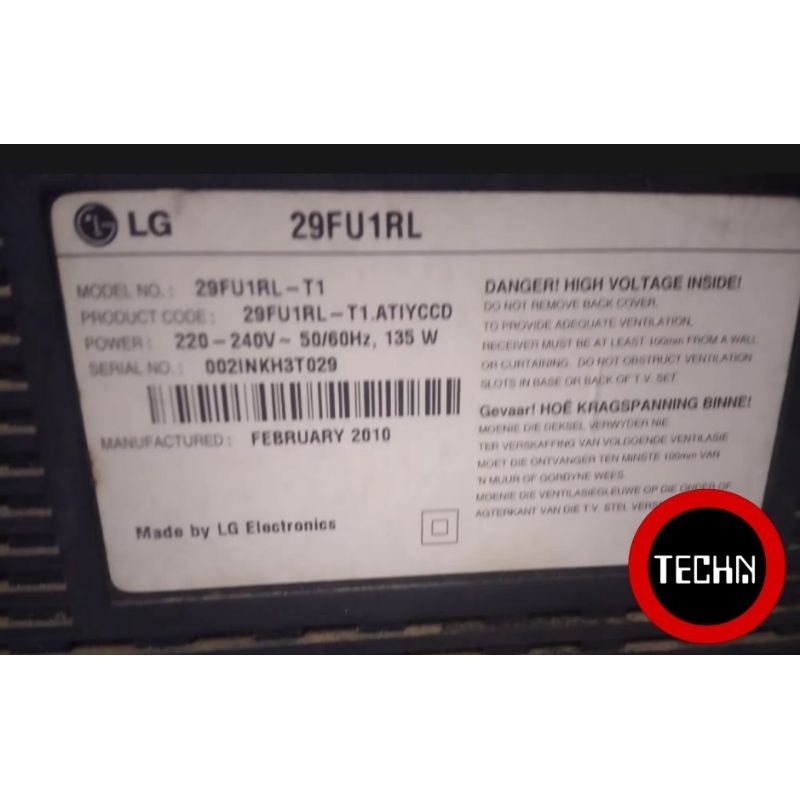 LG 29FU1RL
MODEL NO.: 29FU1RL-T1
PRODUCT CODE: 29FU1RL-T1.ATIYCCD
POWER: 220-240V~ 50/60Hz, 135 W
SERIAL NO.: 002INKH3T029
MANUFACTURED: FEBRUARY 2010
Made by LG Electronics
DANGER! HIGH VOLTAGE INSIDE!
DO NOT REMOVE BACK COVER.
TO PROVIDE ADEQUATE VENTILATION,
RECEIVER MUST BE AT LEAST 100mm FROM A WALL
OR CURTAINING. DO NOT OBSTRUCT VENTILATION
SLOTS IN BASE OR BACK OF T.V. SET.
Gevaar! HOË KRAGSPANNING BINNE!
MOENIE DIE DEKSEL VERWYDER NIE.
TER VERSKAFFING VAN VOLDOENDE VENTILASIE
MOET DIE ONTVANGER TEN MINSTE 100mm VAN
'N MUUR OF GORDYNE WEES.
MOENIE DIE VENTILASIEGLEUWE OP DIE ONDER OF
AGTERKANT VAN DIE T.V. STEL
TECHN